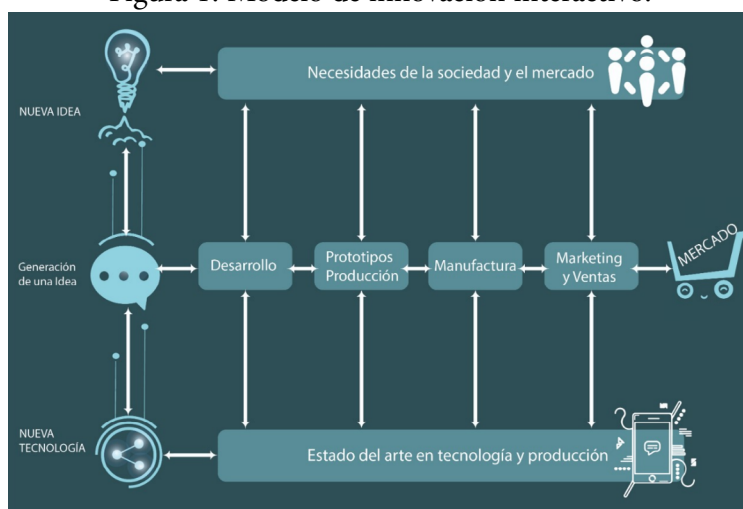 Figura 1. Modelo de innovación interactivo.
Necesidades de la sociedad y el mercado
NUEVA IDEA
Generación
de una Idea
Desarrollo
Prototipos
Producción
Manufactura
Marketing
y Ventas
MERCADO
NUEVA
TECNOLOGÍA
Estado del arte en tecnología y producción